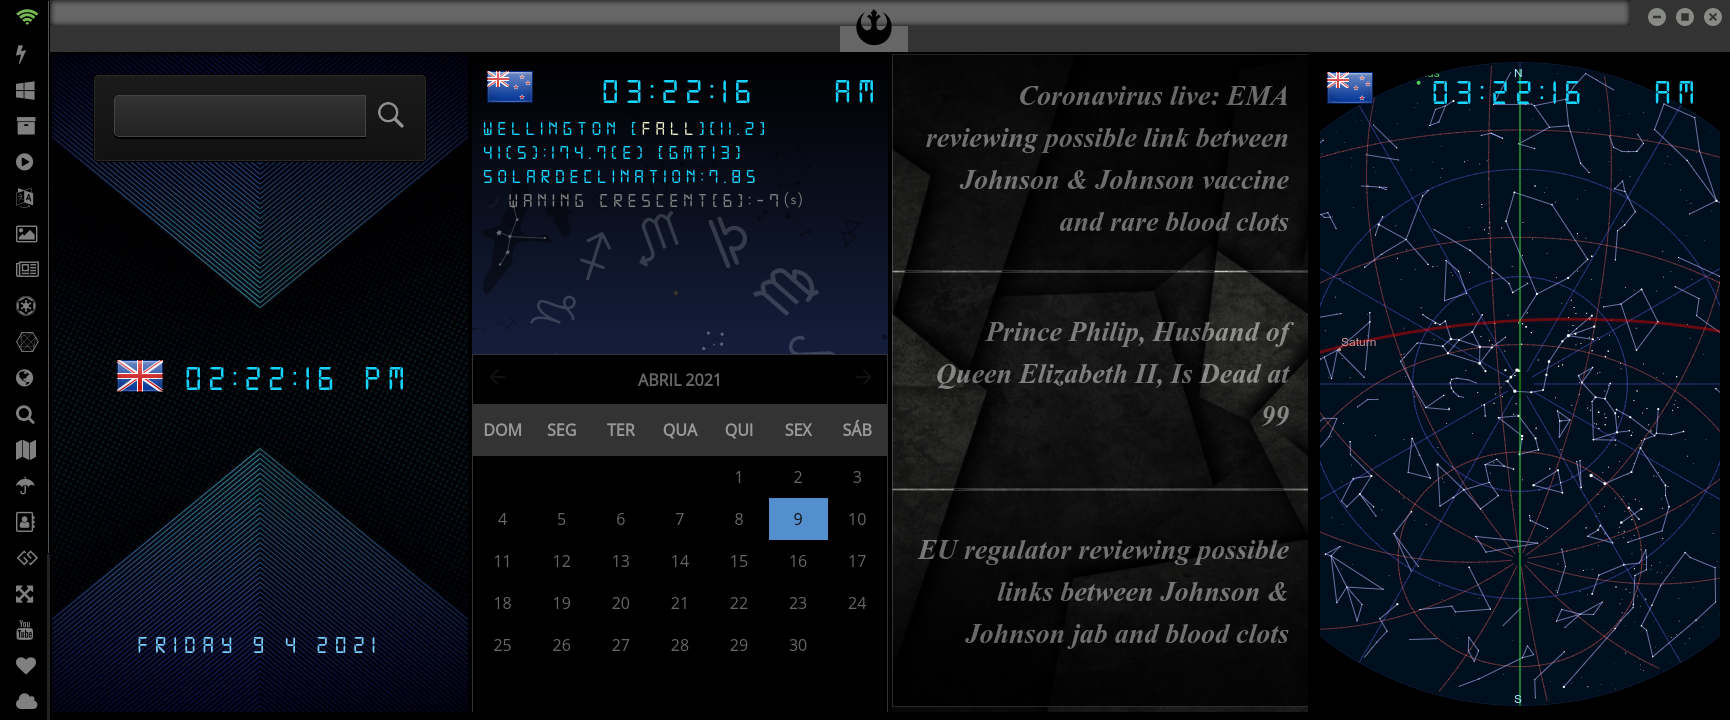 02:22:16 PM
FRIDAY 9 4 2021
03:22:16 AM
WELLINGTON [FALL][11.2]
41(S):174.7(E) [GMT13]
SOLARDECLINATION:7.85
WANING CRESCENT[6]:-7(s)
ABRIL 2021
DOM SEG TER QUA QUI SEX SÁB
1 2 3
4 5 6 7 8 9 10
11 12 13 14 15 16 17
18 19 20 21 22 23 24
25 26 27 28 29 30
Coronavirus live: EMA
reviewing possible link between
Johnson & Johnson vaccine
and rare blood clots
Prince Philip, Husband of
Queen Elizabeth II, Is Dead at
99
EU regulator reviewing possible
links between Johnson &
Johnson jab and blood clots
N
03:22:16 AM
Saturn
S
You
Tube